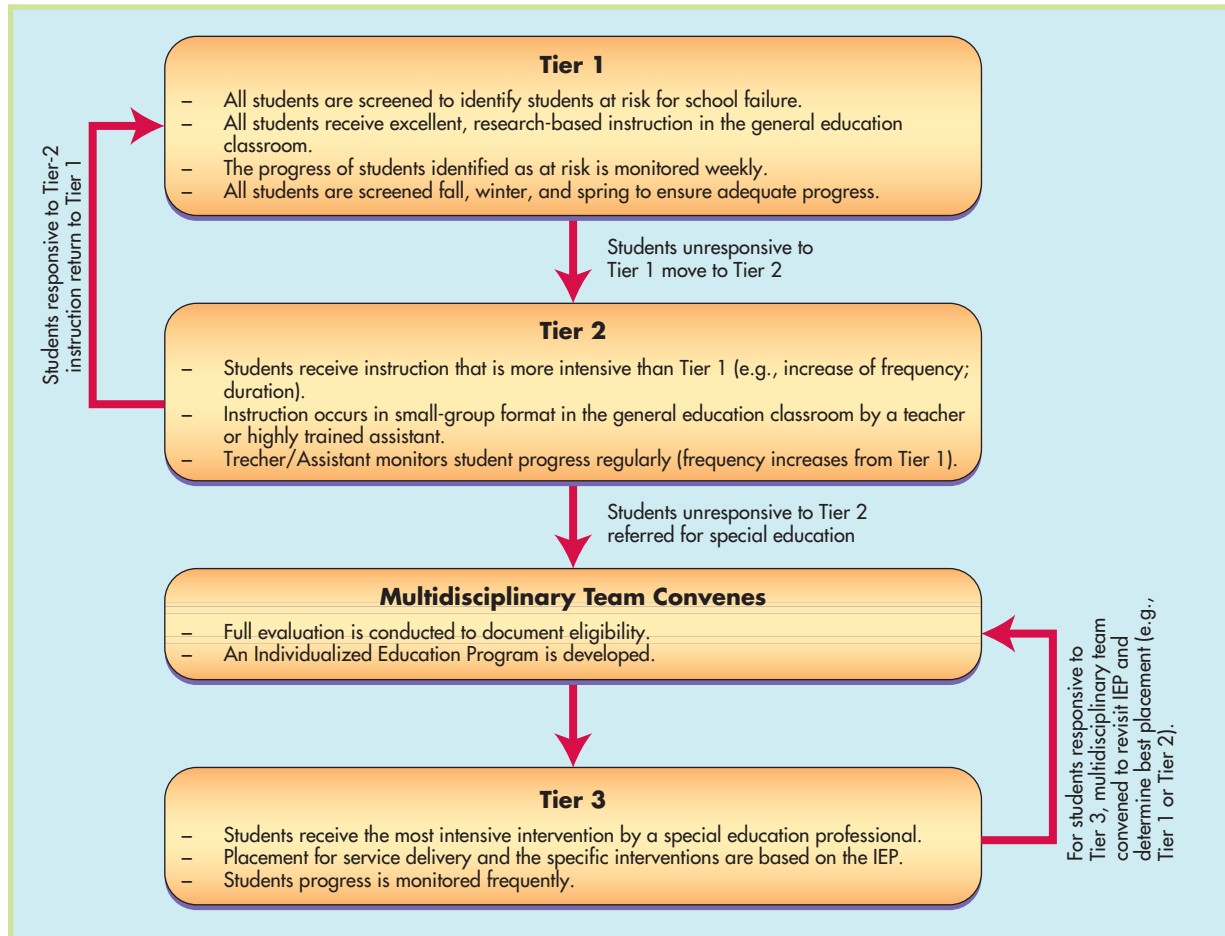 Tier 1
– All students are screened to identify students at risk for school failure.
– All students receive excellent, research-based instruction in the general education
classroom.
– The progress of students identified as at risk is monitored weekly.
– All students are screened fall, winter, and spring to ensure adequate progress.
Students responsive to Tier-2
instruction return to Tier 1
Students unresponsive to
Tier 1 move to Tier 2
Tier 2
– Students receive instruction that is more intensive than Tier 1 (e.g., increase of frequency;
duration).
– Instruction occurs in small-group format in the general education classroom by a teacher
or highly trained assistant.
– Trecher/Assistant monitors student progress regularly (frequency increases from Tier 1).
Students unresponsive to Tier 2
referred for special education
Multidisciplinary Team Convenes
– Full evaluation is conducted to document eligibility.
– An Individualized Education Program is developed.
For students responsive to
Tier 3, multidisciplinary team
convened to revisit IEP and
determine best placement (e.g.,
Tier 1 or Tier 2).
Tier 3
– Students receive the most intensive intervention by a special education professional.
– Placement for service delivery and the specific interventions are based on the IEP.
– Students progress is monitored frequently.